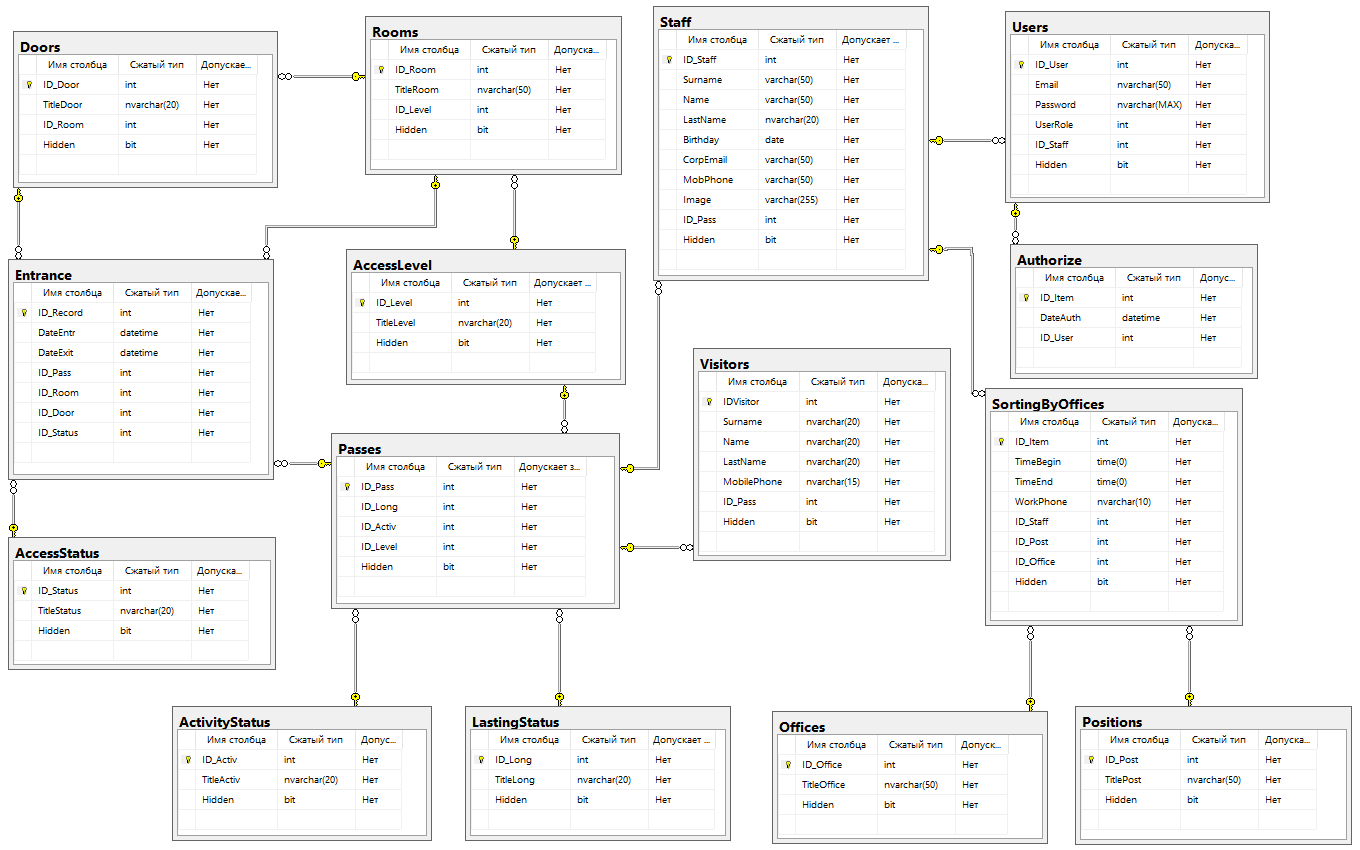 Doors
Имя столбца Сжатый тип Допускае...
ID_Door int Нет
TitleDoor nvarchar(20) Нет
ID_Room int Нет
Hidden bit Нет
Rooms
Имя столбца Сжатый тип Допуска...
ID_Room int Нет
TitleRoom nvarchar(50) Нет
ID_Level int Нет
Hidden bit Нет
Staff
Имя столбца Сжатый тип Допускает ...
ID_Staff int Нет
Surname varchar(50) Нет
Name varchar(50) Нет
LastName nvarchar(20) Нет
Birthday date Нет
CorpEmail varchar(50) Нет
MobPhone varchar(50) Нет
Image varchar(255) Нет
ID_Pass int Нет
Hidden bit Нет
Users
Имя столбца Сжатый тип Допуска...
ID_User int Нет
Email nvarchar(50) Нет
Password nvarchar(MAX) Нет
UserRole int Нет
ID_Staff int Нет
Hidden bit Нет
Entrance
Имя столбца Сжатый тип Допускае...
ID_Record int Нет
DateEntr datetime Нет
DateExit datetime Нет
ID_Pass int Нет
ID_Room int Нет
ID_Door int Нет
ID_Status int Нет
AccessLevel
Имя столбца Сжатый тип Допускает ...
ID_Level int Нет
TitleLevel nvarchar(20) Нет
Hidden bit Нет
Authorize
Имя столбца Сжатый тип Допус...
ID_Item int Нет
DateAuth datetime Нет
ID_User int Нет
Visitors
Имя столбца Сжатый тип Допуска...
IDVisitor int Нет
Surname nvarchar(20) Нет
Name nvarchar(20) Нет
LastName nvarchar(20) Нет
MobilePhone nvarchar(15) Нет
ID_Pass int Нет
Hidden bit Нет
SortingByOffices
Имя столбца Сжатый тип Допуска...
ID_Item int Нет
TimeBegin time(0) Нет
TimeEnd time(0) Нет
WorkPhone nvarchar(10) Нет
ID_Staff int Нет
ID_Post int Нет
ID_Office int Нет
Hidden bit Нет
Passes
Имя столбца Сжатый тип Допускает з...
ID_Pass int Нет
ID_Long int Нет
ID_Activ int Нет
ID_Level int Нет
Hidden bit Нет
AccessStatus
Имя столбца Сжатый тип Допуска...
ID_Status int Нет
TitleStatus nvarchar(20) Нет
Hidden bit Нет
ActivityStatus
Имя столбца Сжатый тип Допус...
ID_Activ int Нет
TitleActiv nvarchar(20) Нет
Hidden bit Нет
LastingStatus
Имя столбца Сжатый тип Допускает ...
ID_Long int Нет
TitleLong nvarchar(20) Нет
Hidden bit Нет
Offices
Имя столбца Сжатый тип Допус...
ID_Office int Нет
TitleOffice nvarchar(50) Нет
Hidden bit Нет
Positions
Имя столбца Сжатый тип Допуска...
ID_Post int Нет
TitlePost nvarchar(50) Нет
Hidden bit Нет